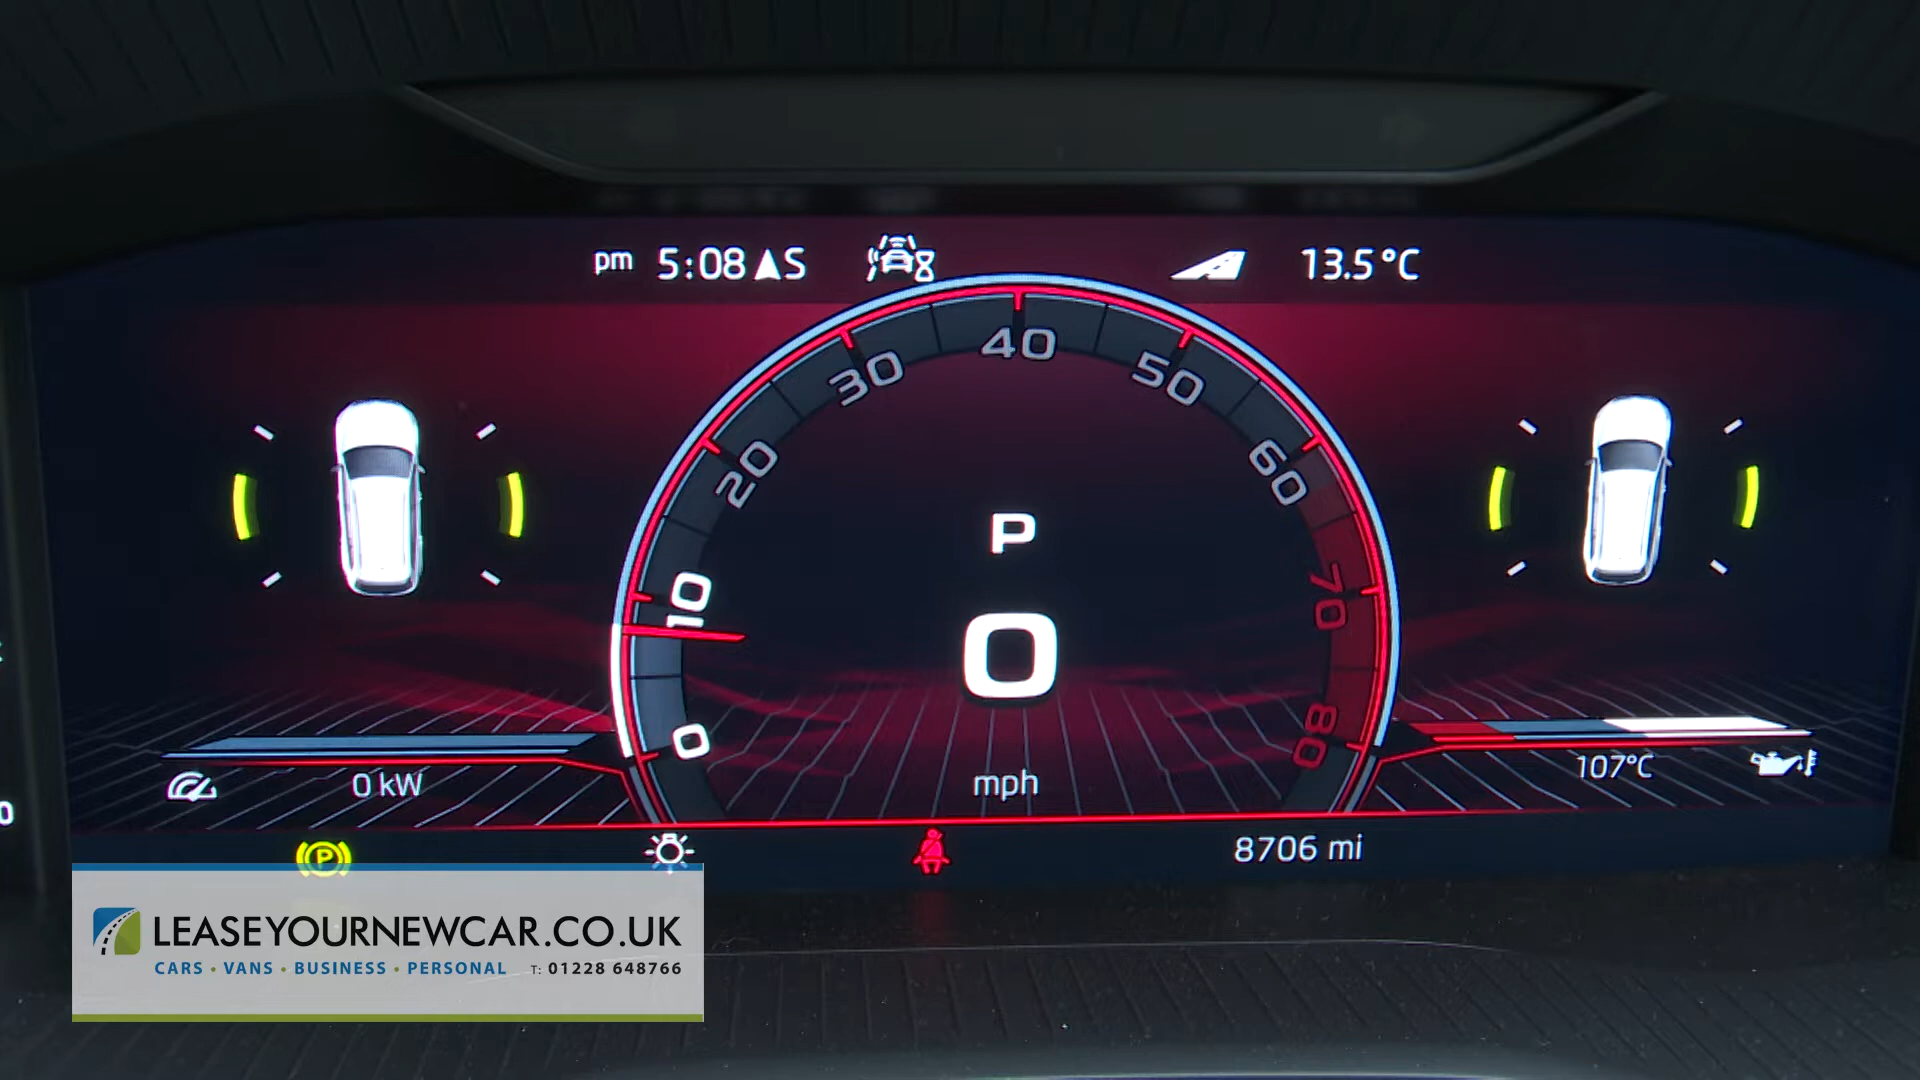 pm 5:08 S 13.5°C
40
30 50
20 60
P
10 70
0
0 80
mph
0 kW 107°C
0
P 8706 mi
LEASEYOURNEWCAR.CO.UK
CARS • VANS • BUSINESS • PERSONAL T: 01228 648766